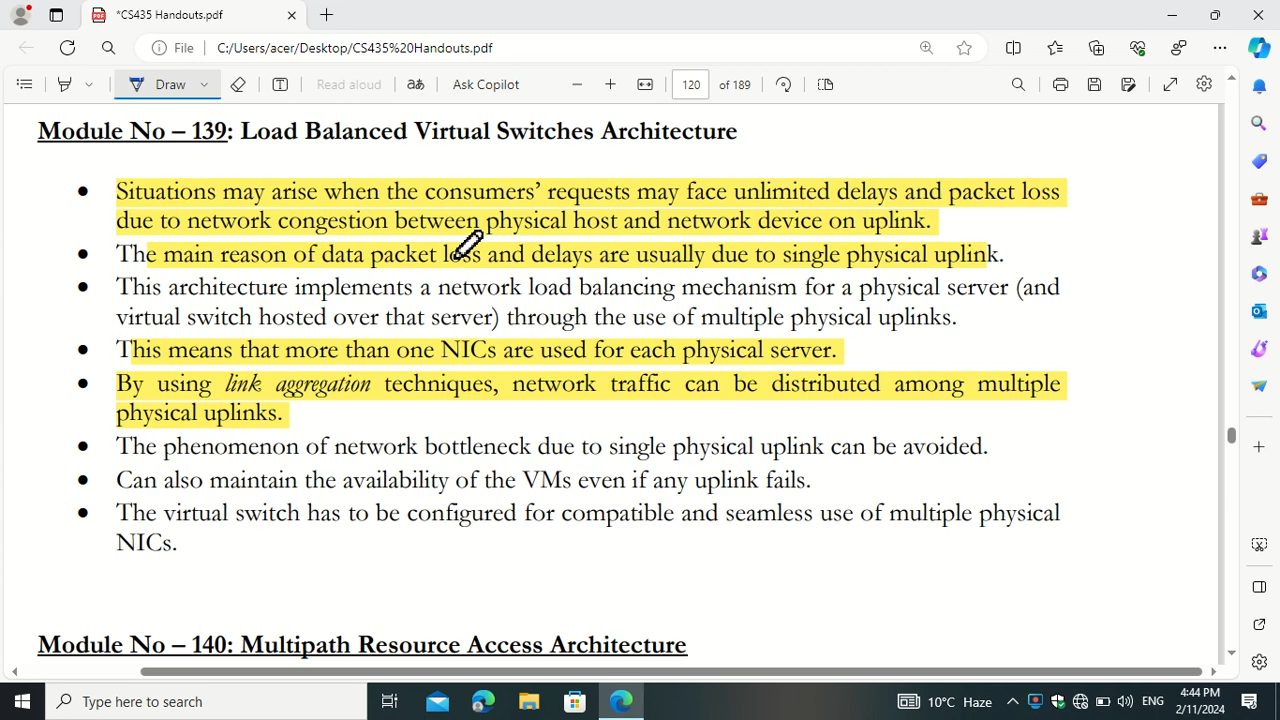 *CS435 Handouts.pdf
File C:/Users/acer/Desktop/CS435%20Handouts.pdf
Draw Read aloud aあ Ask Copilot 120 of 189
Module No – 139: Load Balanced Virtual Switches Architecture
• Situations may arise when the consumers’ requests may face unlimited delays and packet loss
due to network congestion between physical host and network device on uplink.
• The main reason of data packet loss and delays are usually due to single physical uplink.
• This architecture implements a network load balancing mechanism for a physical server (and
virtual switch hosted over that server) through the use of multiple physical uplinks.
• This means that more than one NICs are used for each physical server.
• By using link aggregation techniques, network traffic can be distributed among multiple
physical uplinks.
• The phenomenon of network bottleneck due to single physical uplink can be avoided.
• Can also maintain the availability of the VMs even if any uplink fails.
• The virtual switch has to be configured for compatible and seamless use of multiple physical
NICs.
Module No – 140: Multipath Resource Access Architecture
Type here to search 10°C Haze ENG 4:44 PM
2/11/2024